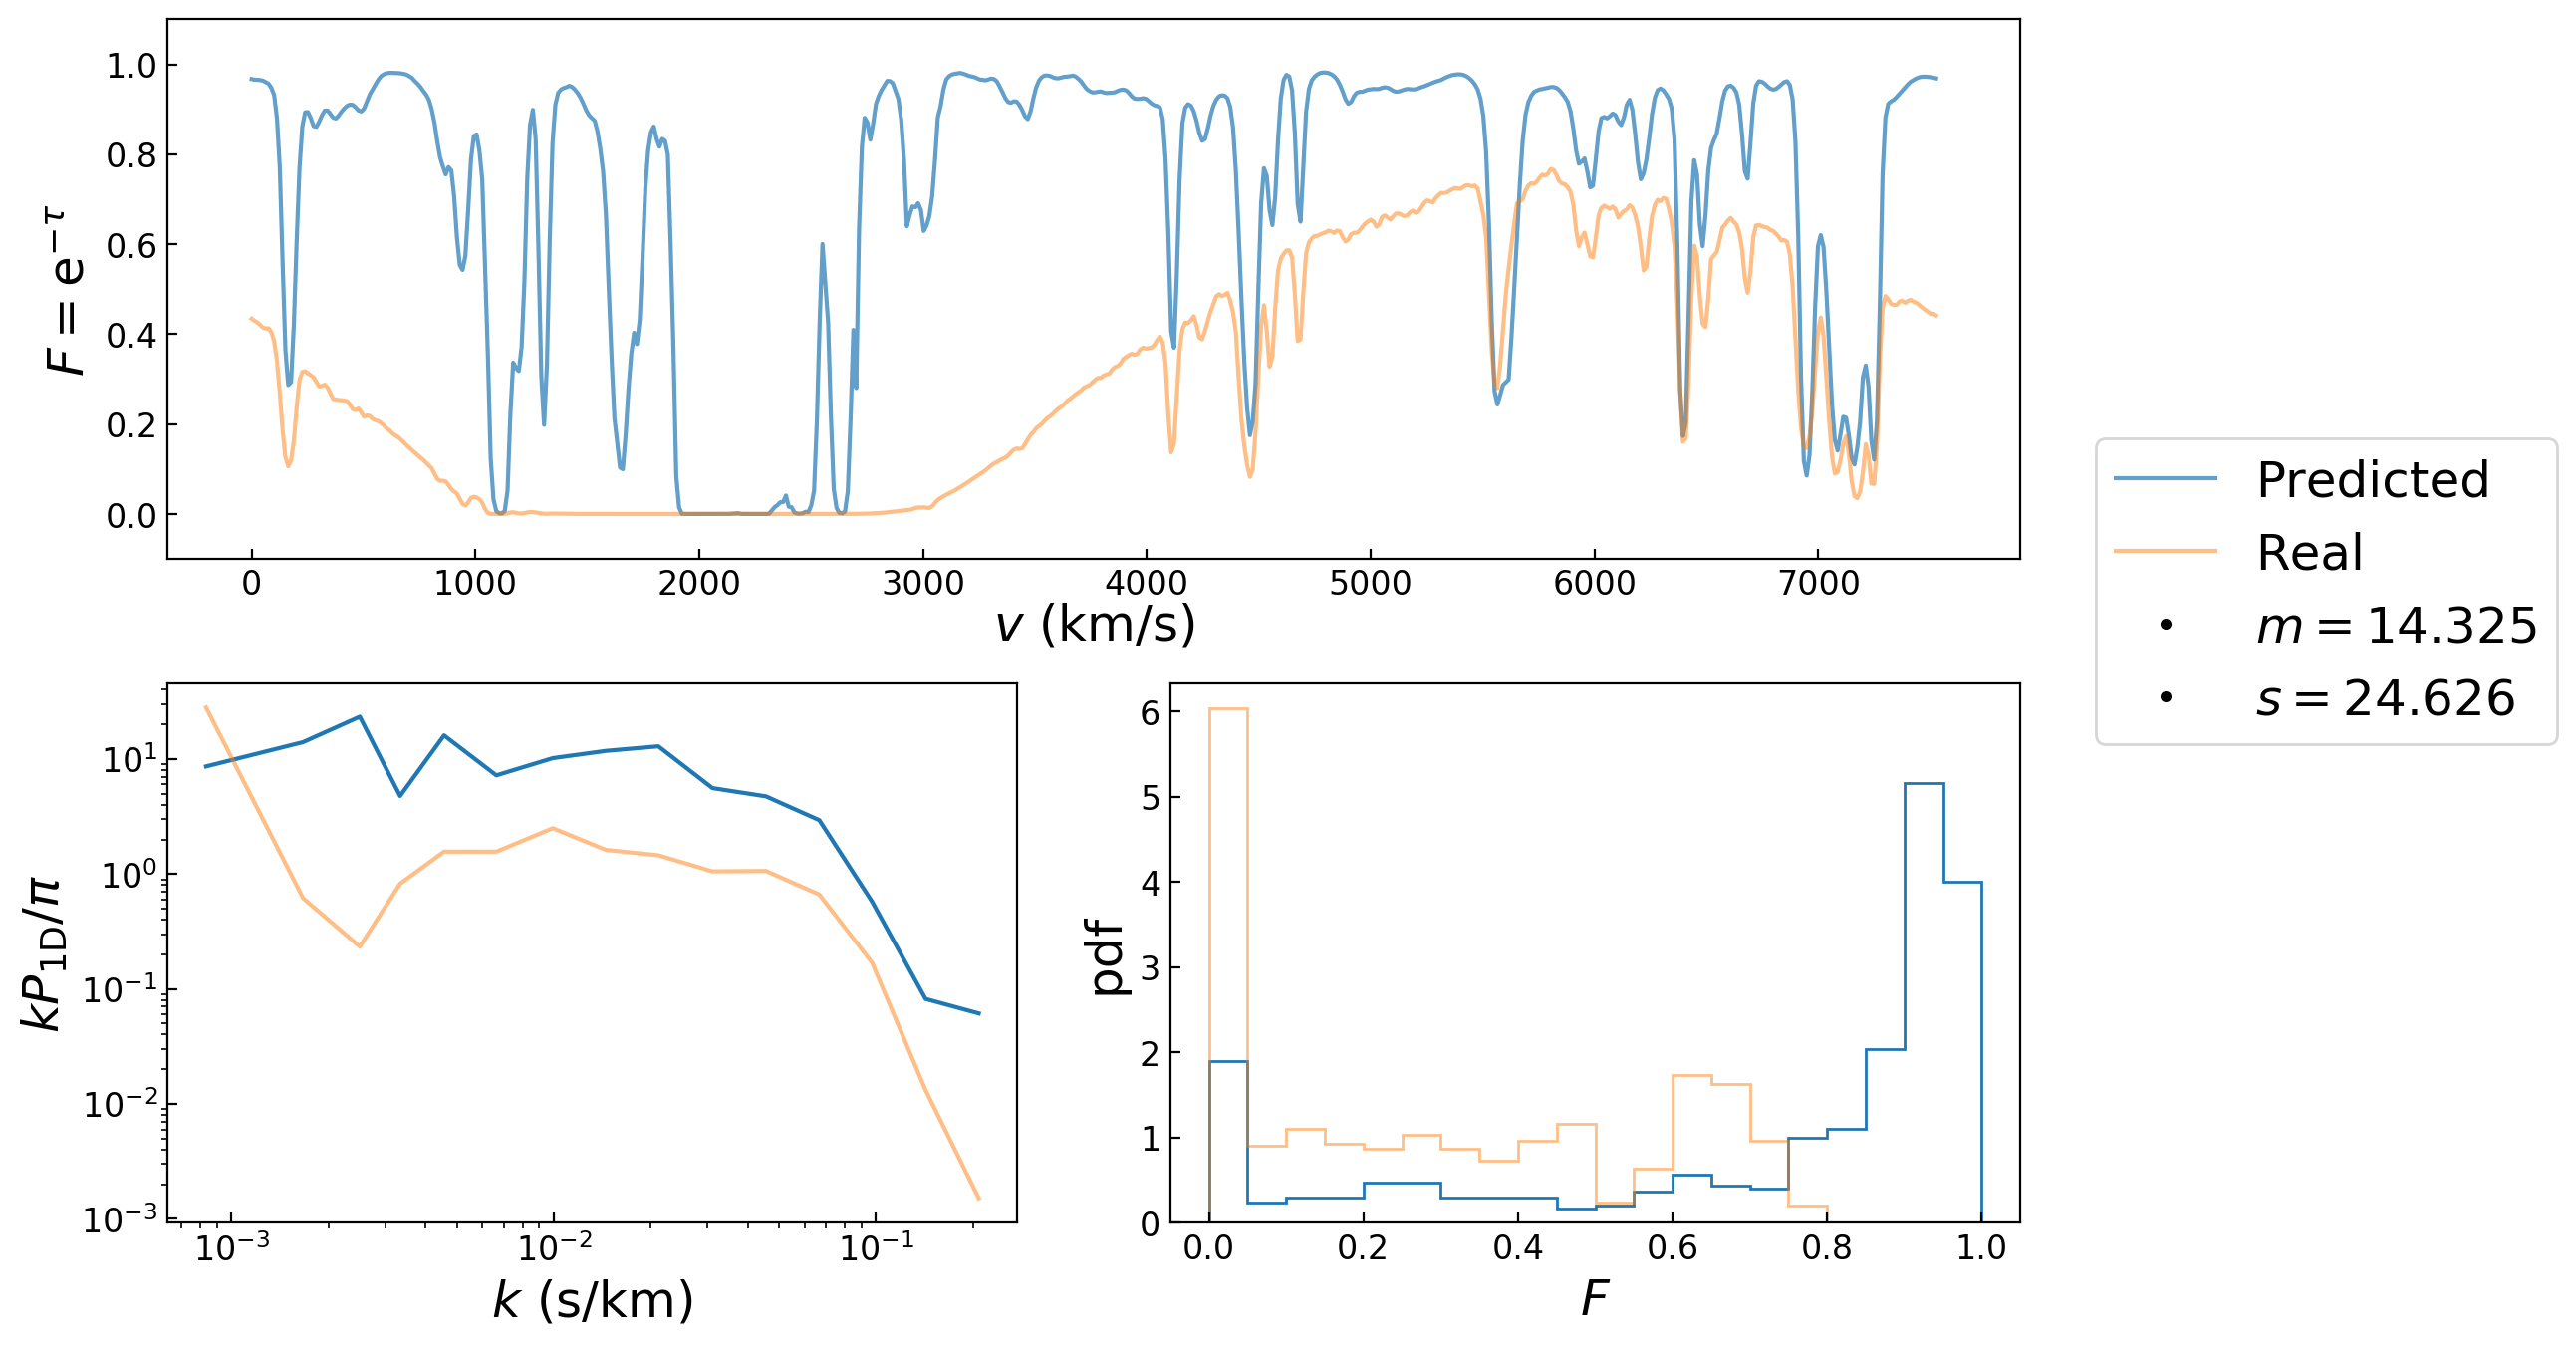 1.0
0.8
0.6
0.4
0.2
0.0
F = e^{-τ}
0 1000 2000 3000 4000 5000 6000 7000
v (km/s)
Predicted
Real
m = 14.325
s = 24.626
10^1
10^0
10^{-1}
10^{-2}
10^{-3}
kP_{1D}/π
10^{-3} 10^{-2} 10^{-1}
k (s/km)
6
5
4
3
2
1
0
pdf
0.0 0.2 0.4 0.6 0.8 1.0
F